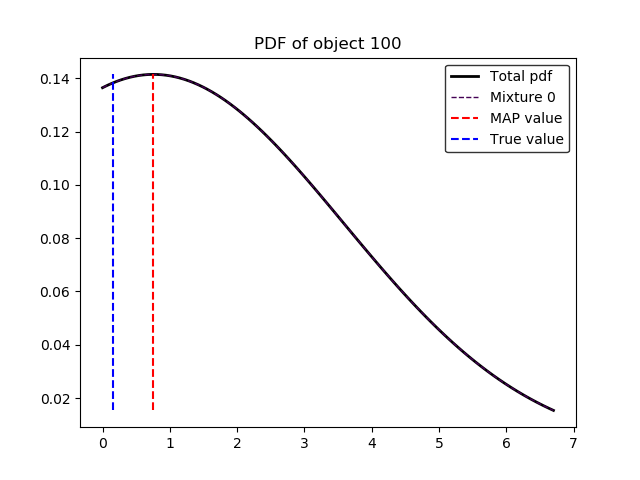 PDF of object 100
Total pdf
Mixture 0
MAP value
True value
0.14
0.12
0.10
0.08
0.06
0.04
0.02
0 1 2 3 4 5 6 7